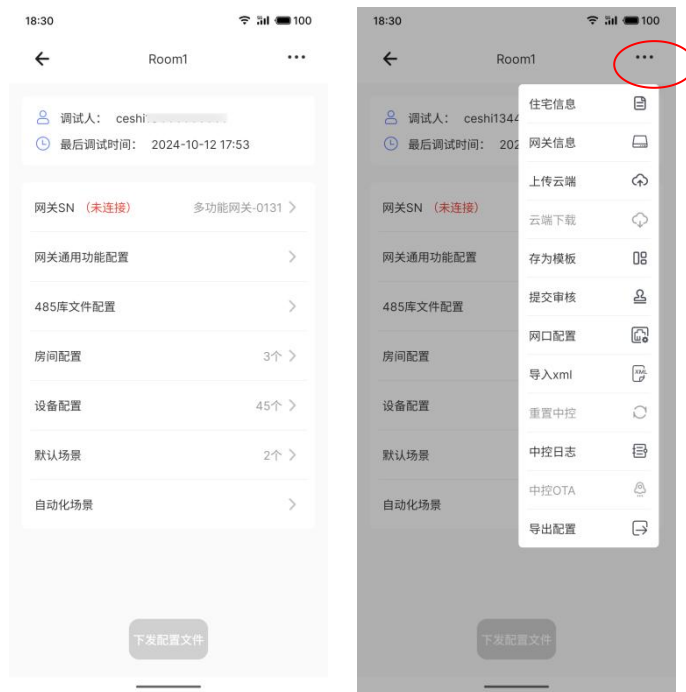 18:30 100
Room1
调试人： ceshi
最后调试时间： 2024-10-12 17:53
网关SN （未连接） 多功能网关-0131
网关通用功能配置
485库文件配置
房间配置 3个
设备配置 45个
默认场景 2个
自动化场景
下发配置文件
18:30 100
Room1
调试人： ceshi1344
最后调试时间： 202
网关SN （未连接）
网关通用功能配置
485库文件配置
房间配置
设备配置
默认场景
自动化场景
住宅信息
网关信息
上传云端
云端下载
存为模板
提交审核
网口配置
导入xml
重置中控
中控日志
中控OTA
导出配置
下发配置文件